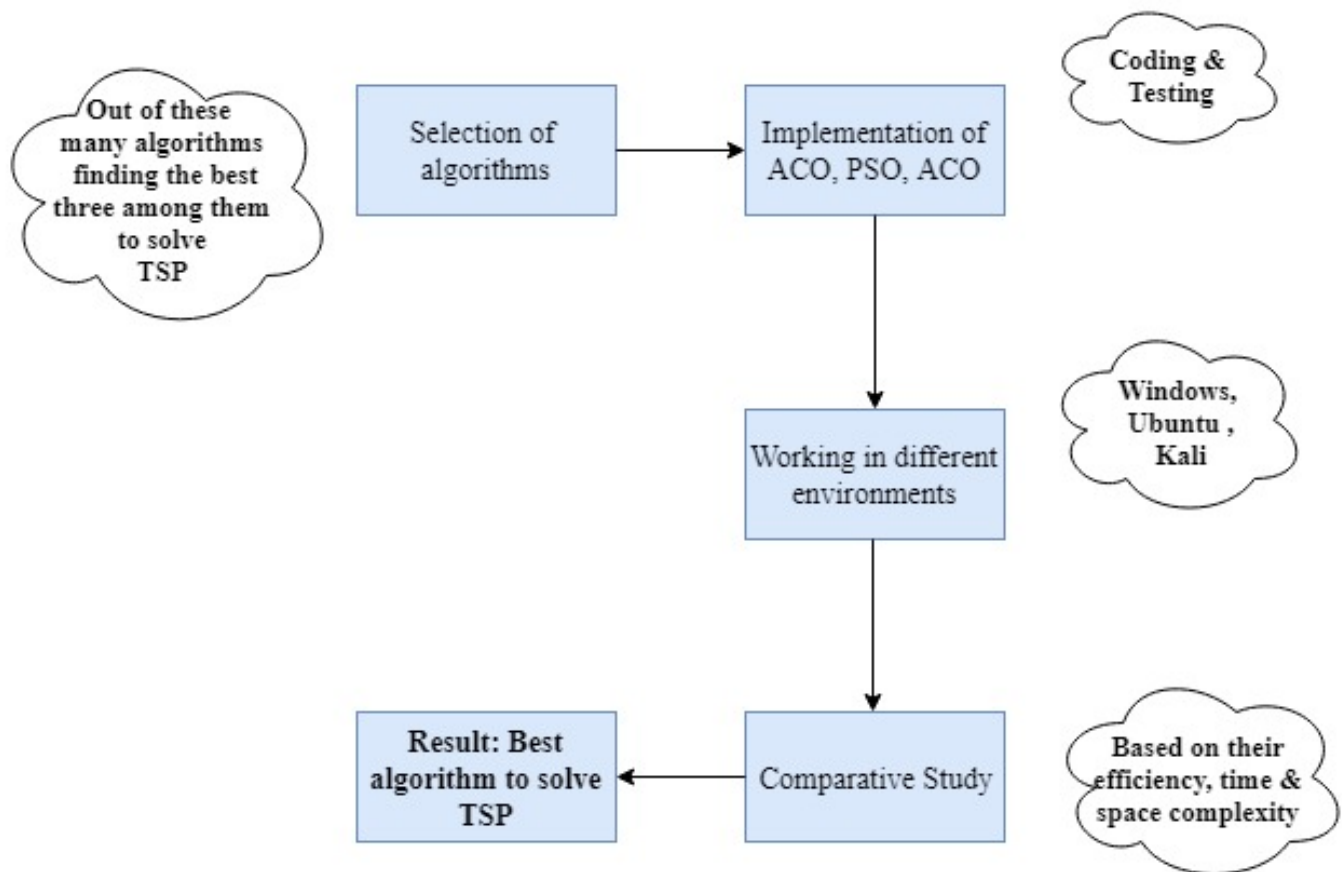 Out of these
many algorithms
finding the best
three among them
to solve
TSP
Selection of
algorithms
Implementation of
ACO, PSO, ACO
Coding &
Testing
Working in different
environments
Windows,
Ubuntu ,
Kali
Result: Best
algorithm to solve
TSP
Comparative Study
Based on their
efficiency, time &
space complexity